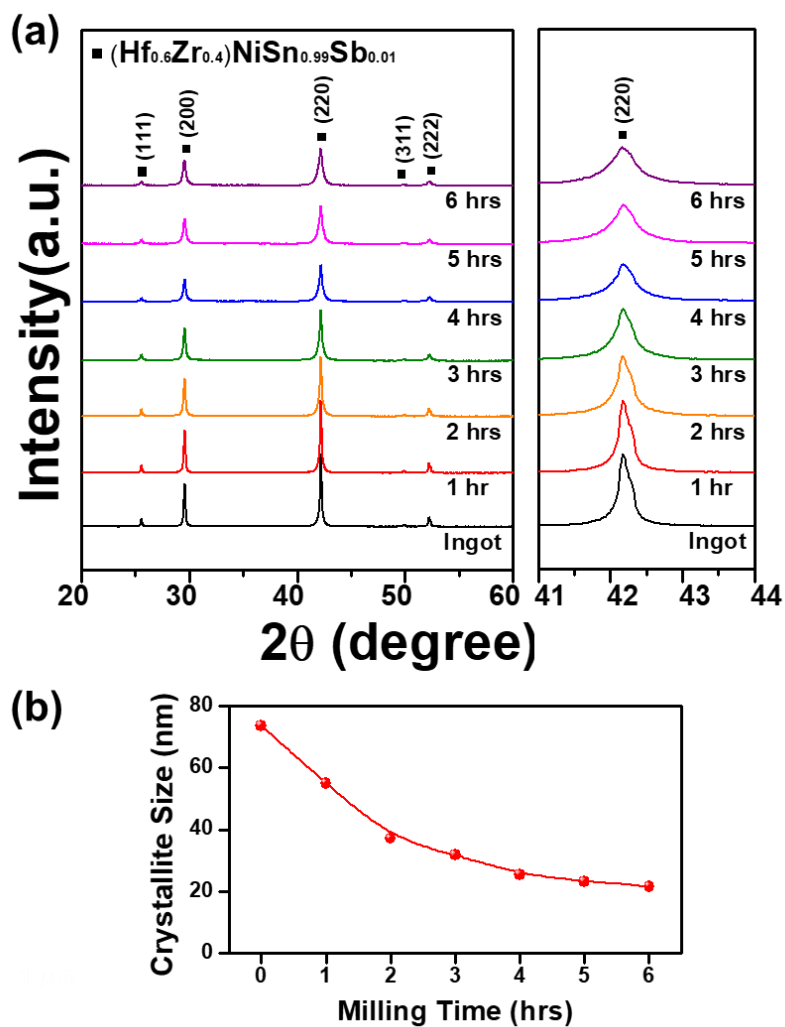 (a)
■ (Hf0.6Zr0.4)NiSn0.99Sb0.01
(111)
(200)
(220)
(311)
(222)
6 hrs
5 hrs
4 hrs
3 hrs
2 hrs
1 hr
Ingot
20 30 40 50 60
(220)
6 hrs
5 hrs
4 hrs
3 hrs
2 hrs
1 hr
Ingot
41 42 43 44
Intensity(a.u.)
2θ (degree)
(b)
Crystallite Size (nm)
80
60
40
20
0
0 1 2 3 4 5 6
Milling Time (hrs)